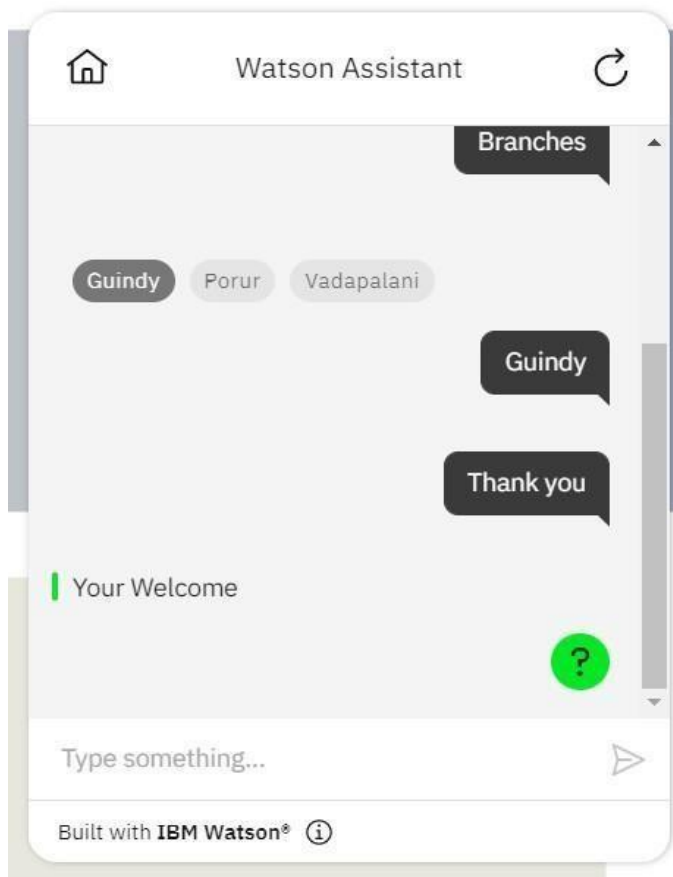 Watson Assistant
Branches
Guindy Porur Vadapalani
Guindy
Thank you
Your Welcome
?
Type something...
Built with IBM Watson®